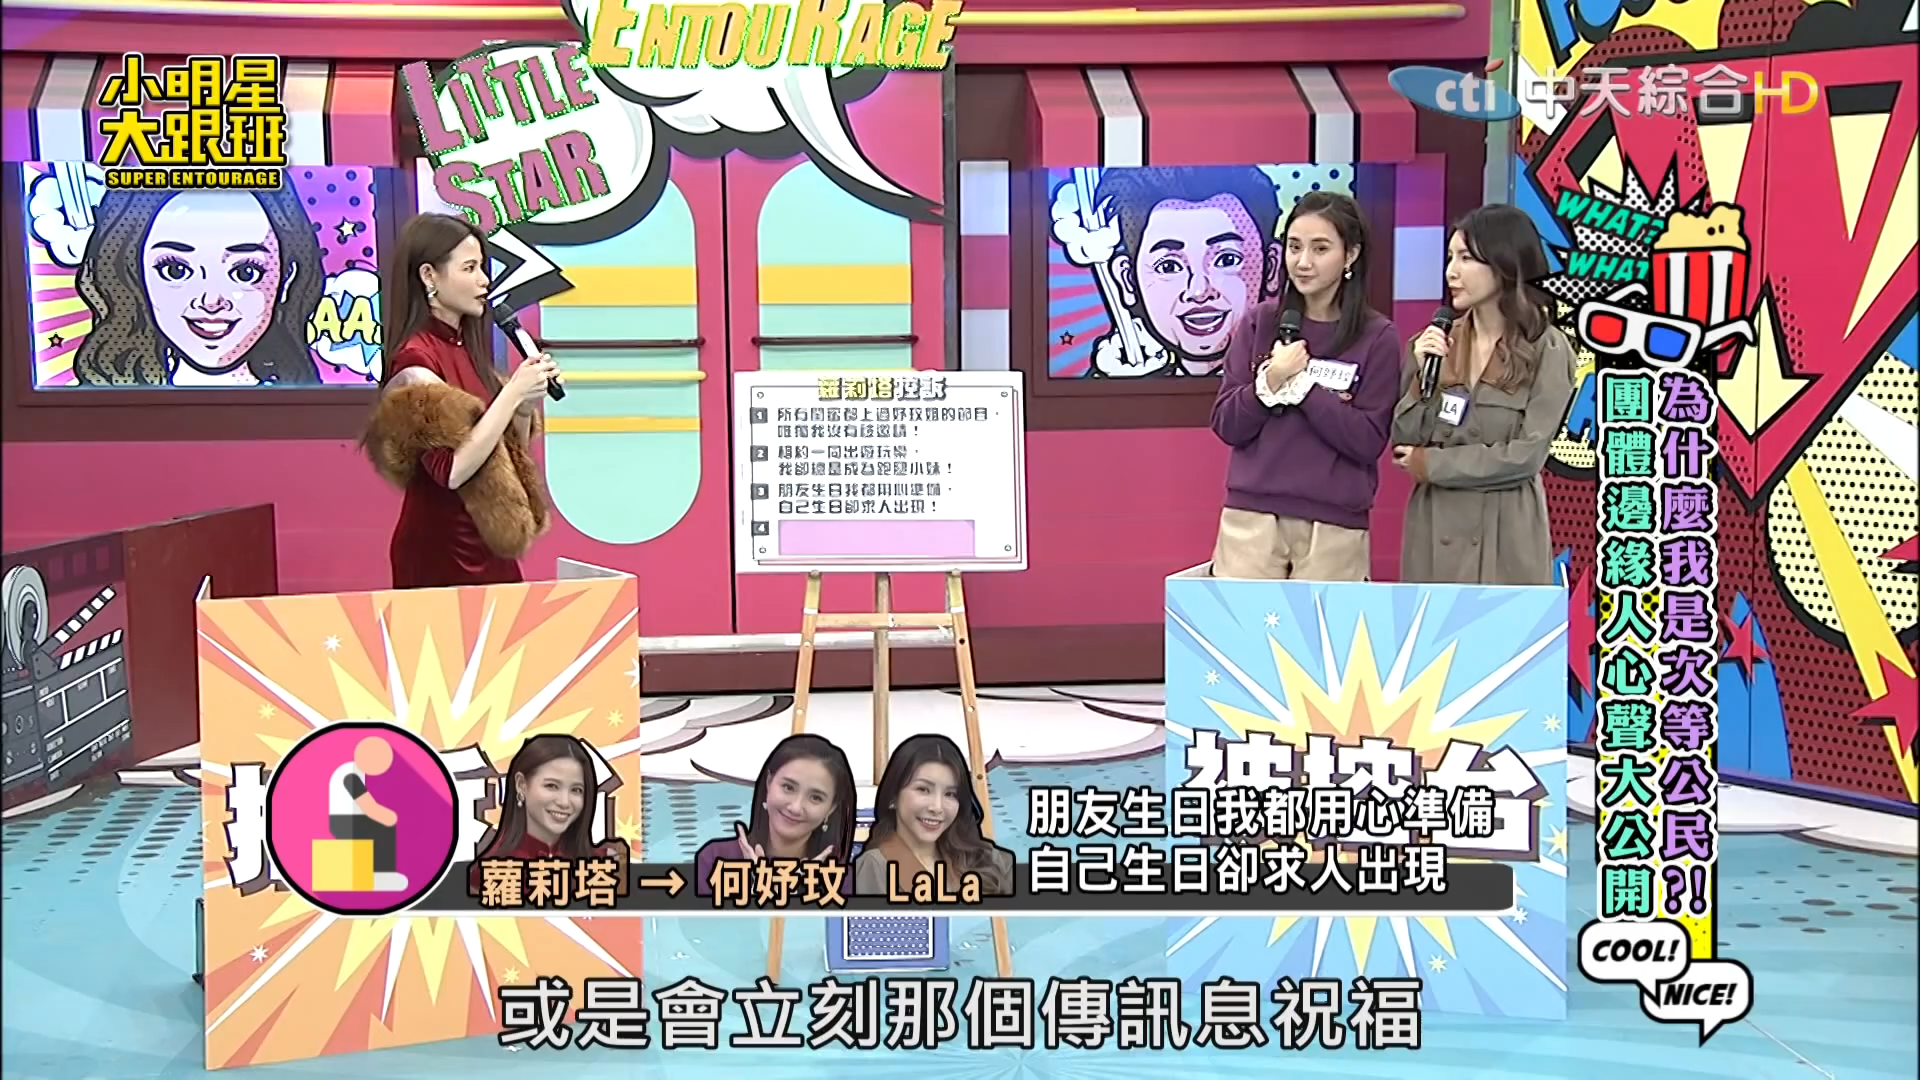 ENTOURAGE
LITTLE
STAR
小明星
大跟班
SUPER ENTOURAGE
cti 中天綜合HD
WHAT?
WHAT
為什麼我是次等公民?!
團體邊緣人心聲大公開
COOL!
NICE!
蘿莉塔控訴
1 所有閨蜜都上過妤玟姐的節目，
唯獨我沒有被邀請！
2 相約一同出遊玩樂，
我卻總是成為跑腿小妹！
3 朋友生日我都用心準備，
自己生日卻求人出現！
4
何妤玟
LA
被控台
朋友生日我都用心準備
自己生日卻求人出現
蘿莉塔 → 何妤玟 LaLa
或是會立刻那個傳訊息祝福